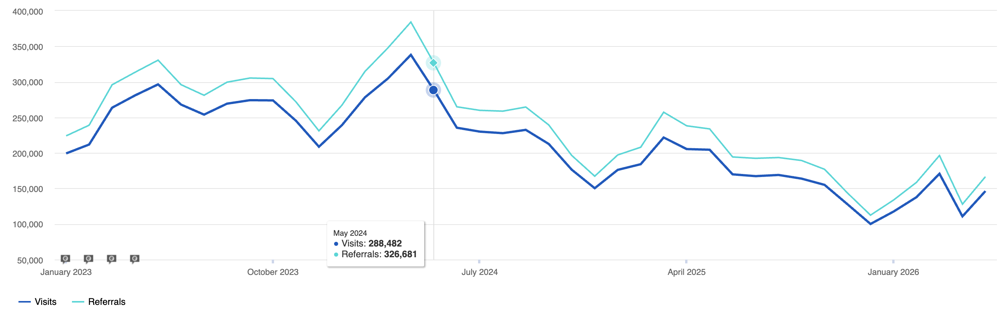 400,000
350,000
300,000
250,000
200,000
150,000
100,000
50,000
May 2024
Visits: 288,482
Referrals: 326,681
January 2023
October 2023
July 2024
April 2025
January 2026
Visits
Referrals